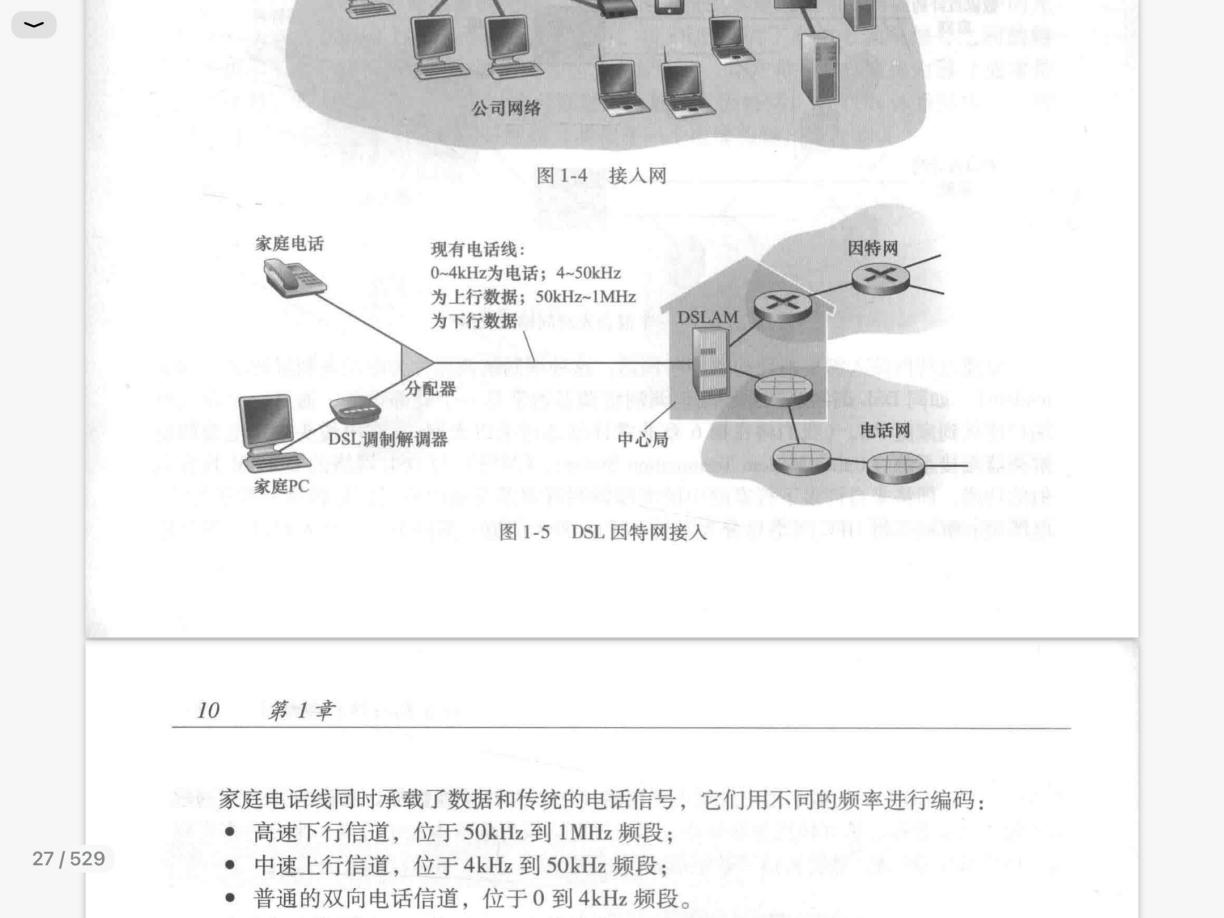 公司网络
图 1-4 接入网
家庭电话
现有电话线：
0~4kHz为电话；4~50kHz
为上行数据；50kHz~1MHz
为下行数据
因特网
DSLAM
分配器
DSL调制解调器
中心局
电话网
家庭PC
图 1-5 DSL 因特网接入
10 第 1 章
家庭电话线同时承载了数据和传统的电话信号，它们用不同的频率进行编码：
● 高速下行信道，位于 50kHz 到 1MHz 频段；
● 中速上行信道，位于 4kHz 到 50kHz 频段；
● 普通的双向电话信道，位于 0 到 4kHz 频段。
27 / 529